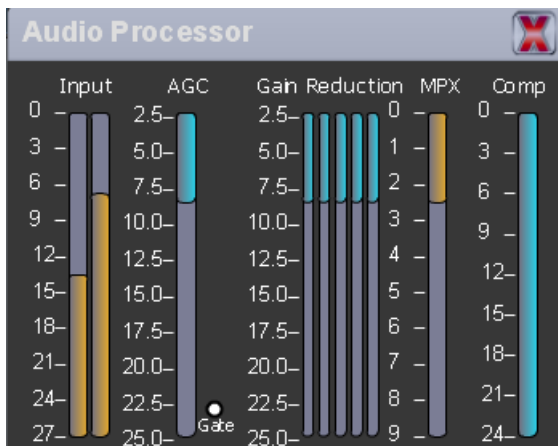 Audio Processor X
Input AGC Gain Reduction MPX Comp
0 2.5 2.5 0 0
3 5.0 5.0 1 3
6 7.5 7.5 2 6
9 10.0 10.0 3 9
12 12.5 12.5 4 12
15 15.0 15.0 5 15
18 17.5 17.5 6 18
21 20.0 20.0 7 21
24 22.5 22.5 8 24
Gate
27 25.0 25.0 9